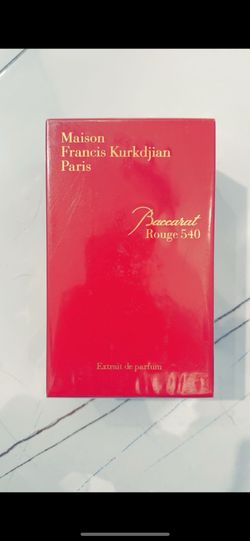 Maison
Francis Kurkdjian
Paris
Baccarat
Rouge 540
Extrait de parfum